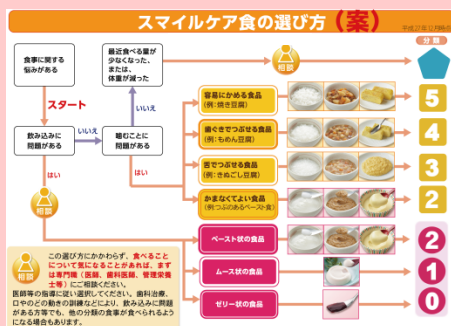 スマイルケア食の選び方（案）
平成27年12月時点
分類
食事に関する
悩みがある
最近食べる量が
少なくなった、
または、
体重が減った
相談
スタート
いいえ
容易にかめる食品
（例：焼き豆腐）
5
飲み込みに
問題がある
いいえ
噛むことに
問題がある
歯ぐきでつぶせる食品
（例：もめん豆腐）
4
はい
はい
舌でつぶせる食品
（例：きぬごし豆腐）
3
相談
かまなくてよい食品
（例：つぶのあるペースト食）
2
ペースト状の食品
2
ムース状の食品
1
ゼリー状の食品
0
相談
この選び方にかかわらず、食べること
について気になることがあれば、まず
は専門職（医師、歯科医師、管理栄養
士等）にご相談ください。
医師等の指導に従い選択してください。歯科治療、
口やのどの動きの訓練などにより、飲み込みに問題
がある方等でも、他の分類の食事が食べられるよう
になる場合もあります。